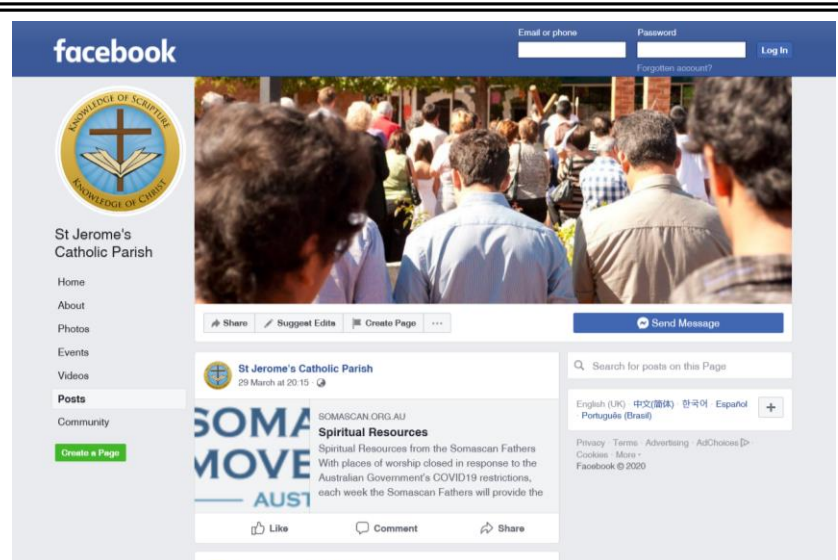 facebook
Email or phone
Password
Log In
Forgotten account?
KNOWLEDGE OF SCRIPTURE
KNOWLEDGE OF CHRIST
St Jerome's
Catholic Parish
Home
About
Photos
Events
Videos
Posts
Community
Create a Page
Share
Suggest Edits
Create Page
···
Send Message
St Jerome's Catholic Parish
29 March at 20:15 ·
SOMA
MOVE
AUST
SOMASCAN.ORG.AU
Spiritual Resources
Spiritual Resources from the Somascan Fathers
With places of worship closed in response to the
Australian Government's COVID19 restrictions,
each week the Somascan Fathers will provide the
Like
Comment
Share
Search for posts on this Page
English (UK) · 中文(简体) · 한국어 · Español
· Português (Brasil)
+
Privacy · Terms · Advertising · AdChoices ·
Cookies · More ·
Facebook © 2020